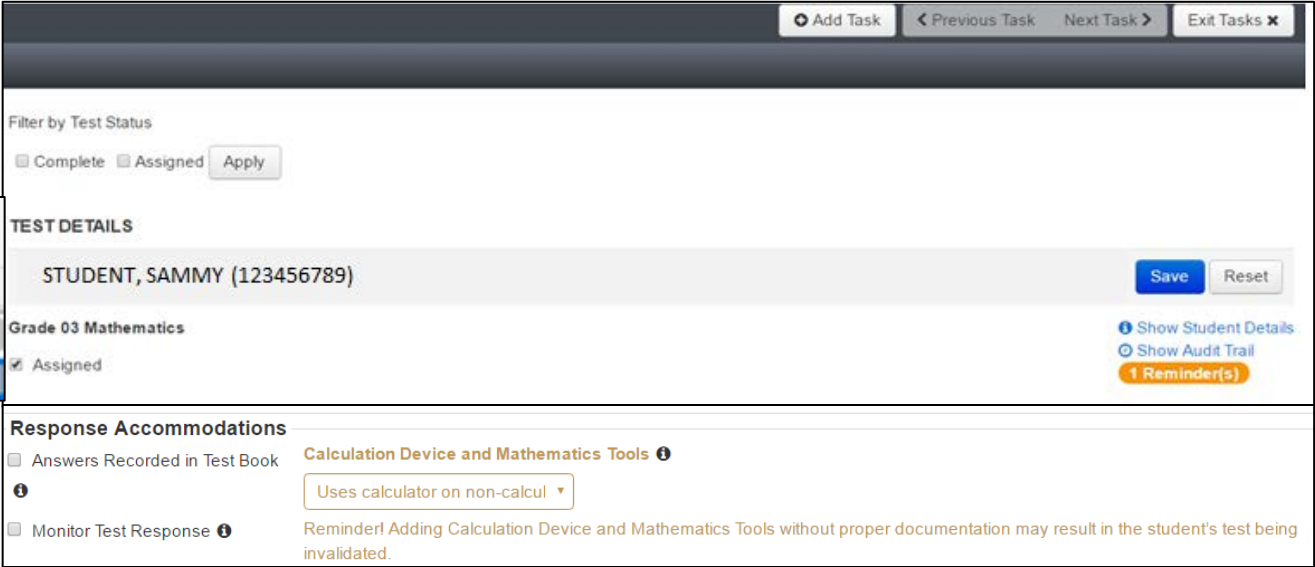 Add Task Previous Task Next Task Exit Tasks
Filter by Test Status
Complete Assigned Apply
TEST DETAILS
STUDENT, SAMMY (123456789) Save Reset
Grade 03 Mathematics Show Student Details
Show Audit Trail
Assigned
1 Reminder(s)
Response Accommodations
Answers Recorded in Test Book Calculation Device and Mathematics Tools
Uses calculator on non-calcul
Monitor Test Response Reminder! Adding Calculation Device and Mathematics Tools without proper documentation may result in the student's test being
invalidated.